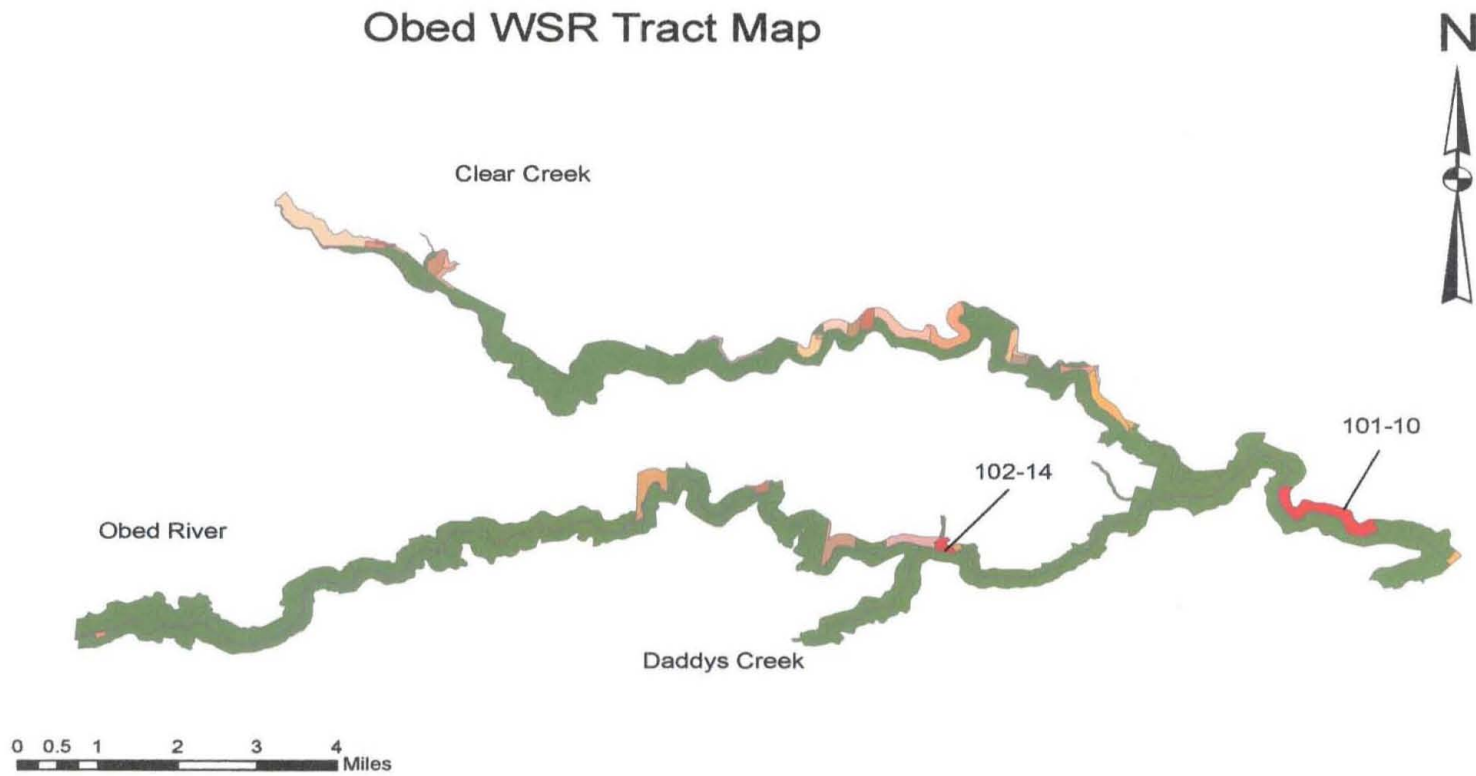 Obed WSR Tract Map
N
Clear Creek
101-10
102-14
Obed River
Daddys Creek
0 0.5 1 2 3 4
Miles